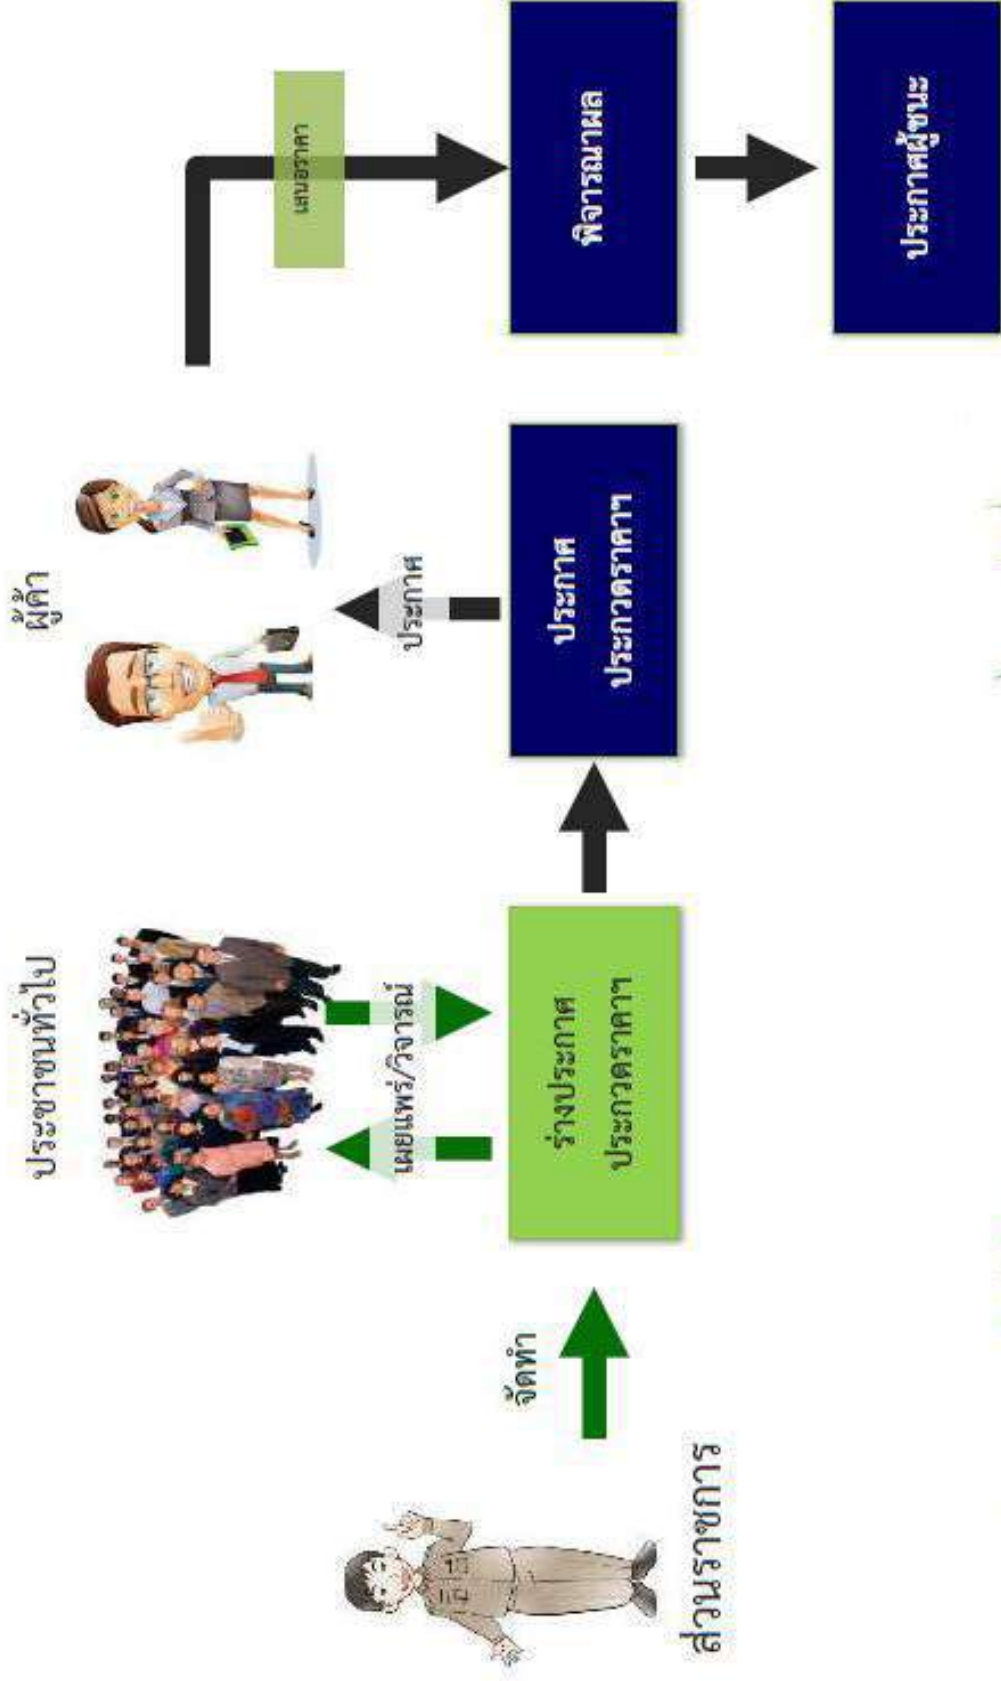 ส่วนราชการ
จัดทำ
ประชาชนทั่วไป
เผยแพร่/วิจารณ์
ร่างประกาศ
ประกวดราคาฯ
ผู้ค้า
ประกาศ
ประกาศ
ประกวดราคาฯ
เสนอราคา
พิจารณาผล
ประกาศผู้ชนะ